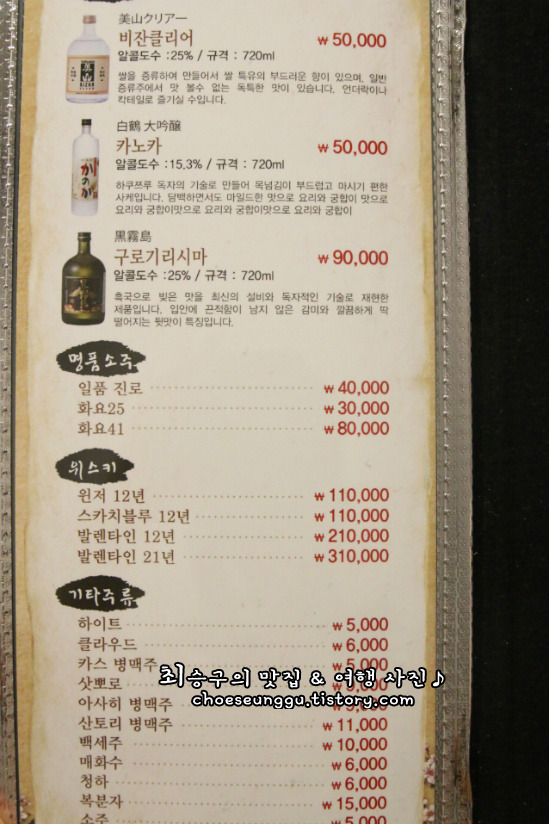 美山クリアー
비잔클리어 ₩ 50,000
알콜도수 :25% / 규격 : 720ml
쌀을 증류하여 만들어서 쌀 특유의 부드러운 향이 있으며, 일반
증류주에서 맛 볼수 없는 독특한 맛이 있습니다. 언더락이나
칵테일로 즐기실 수입니다.
白鶴 大吟醸
카노카 ₩ 50,000
알콜도수 :15,3% / 규격 : 720ml
하쿠쯔루 독자의 기술로 만들어 목넘김이 부드럽고 마시기 편한
사케입니다. 담백하면서도 마일드한 맛으로 요리와 궁합이 맛으로
요리와 궁합이맛으로 요리와 궁합이맛으로 요리와 궁합이
かのか
黒霧島
구로기리시마 ₩ 90,000
알콜도수 :25% / 규격 : 720ml
흑국으로 빚은 맛을 최신의 설비와 독자적인 기술로 재현한
제품입니다. 입안에 끈적함이 남지 않은 감미와 깔끔하게 딱
떨어지는 뒷맛이 특징입니다.
명품소주
일품 진로 ₩ 40,000
화요25 ₩ 30,000
화요41 ₩ 80,000
위스키
윈저 12년 ₩ 110,000
스카치블루 12년 ₩ 110,000
발렌타인 12년 ₩ 210,000
발렌타인 21년 ₩ 310,000
기타주류
하이트 ₩ 5,000
클라우드 ₩ 6,000
카스 병맥주 ₩ 5,000
최승구의 맛집 & 여행 사진♪
삿뽀로
choeseunggu.tistory.com
아사히 병맥주
산토리 병맥주 ₩ 11,000
백세주 ₩ 10,000
매화수 ₩ 6,000
청하 ₩ 6,000
복분자 ₩ 15,000
소주 ₩ 5,000